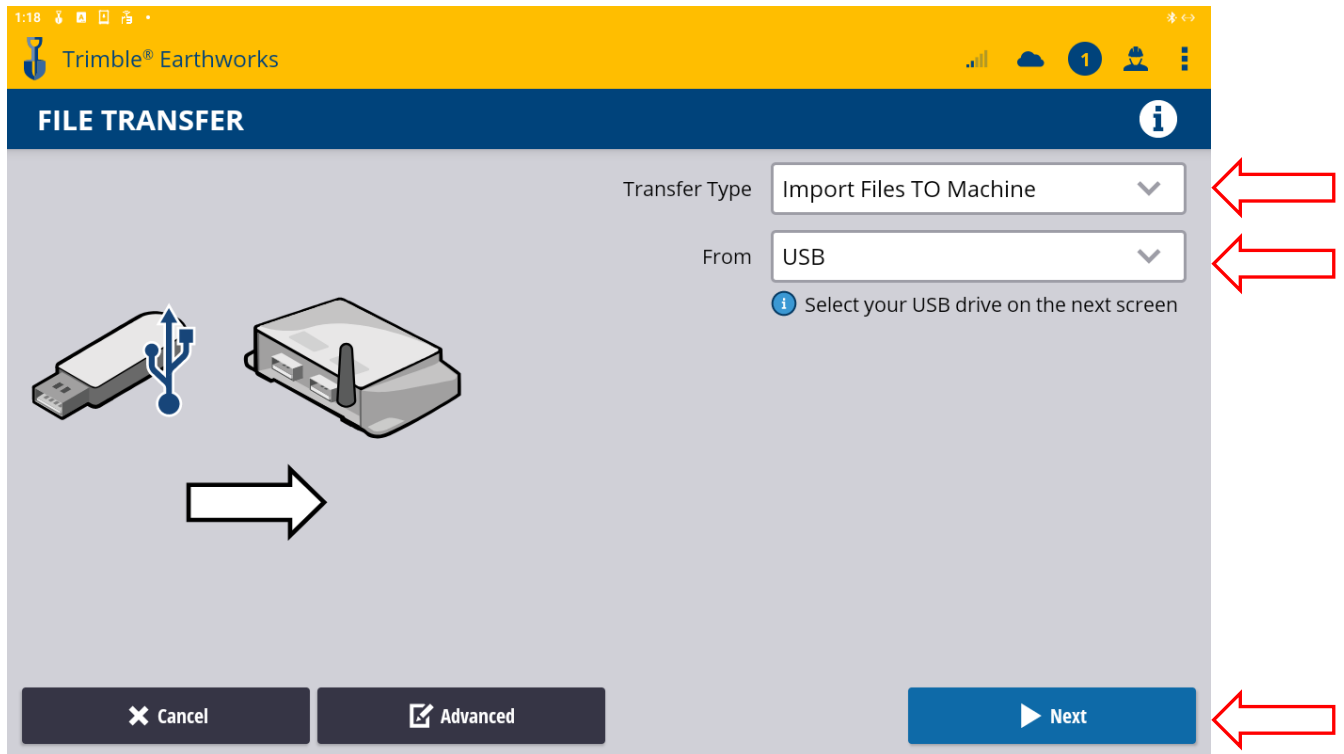 1:18
Trimble® Earthworks
1
FILE TRANSFER
Transfer Type
Import Files TO Machine
From
USB
Select your USB drive on the next screen
Cancel
Advanced
Next